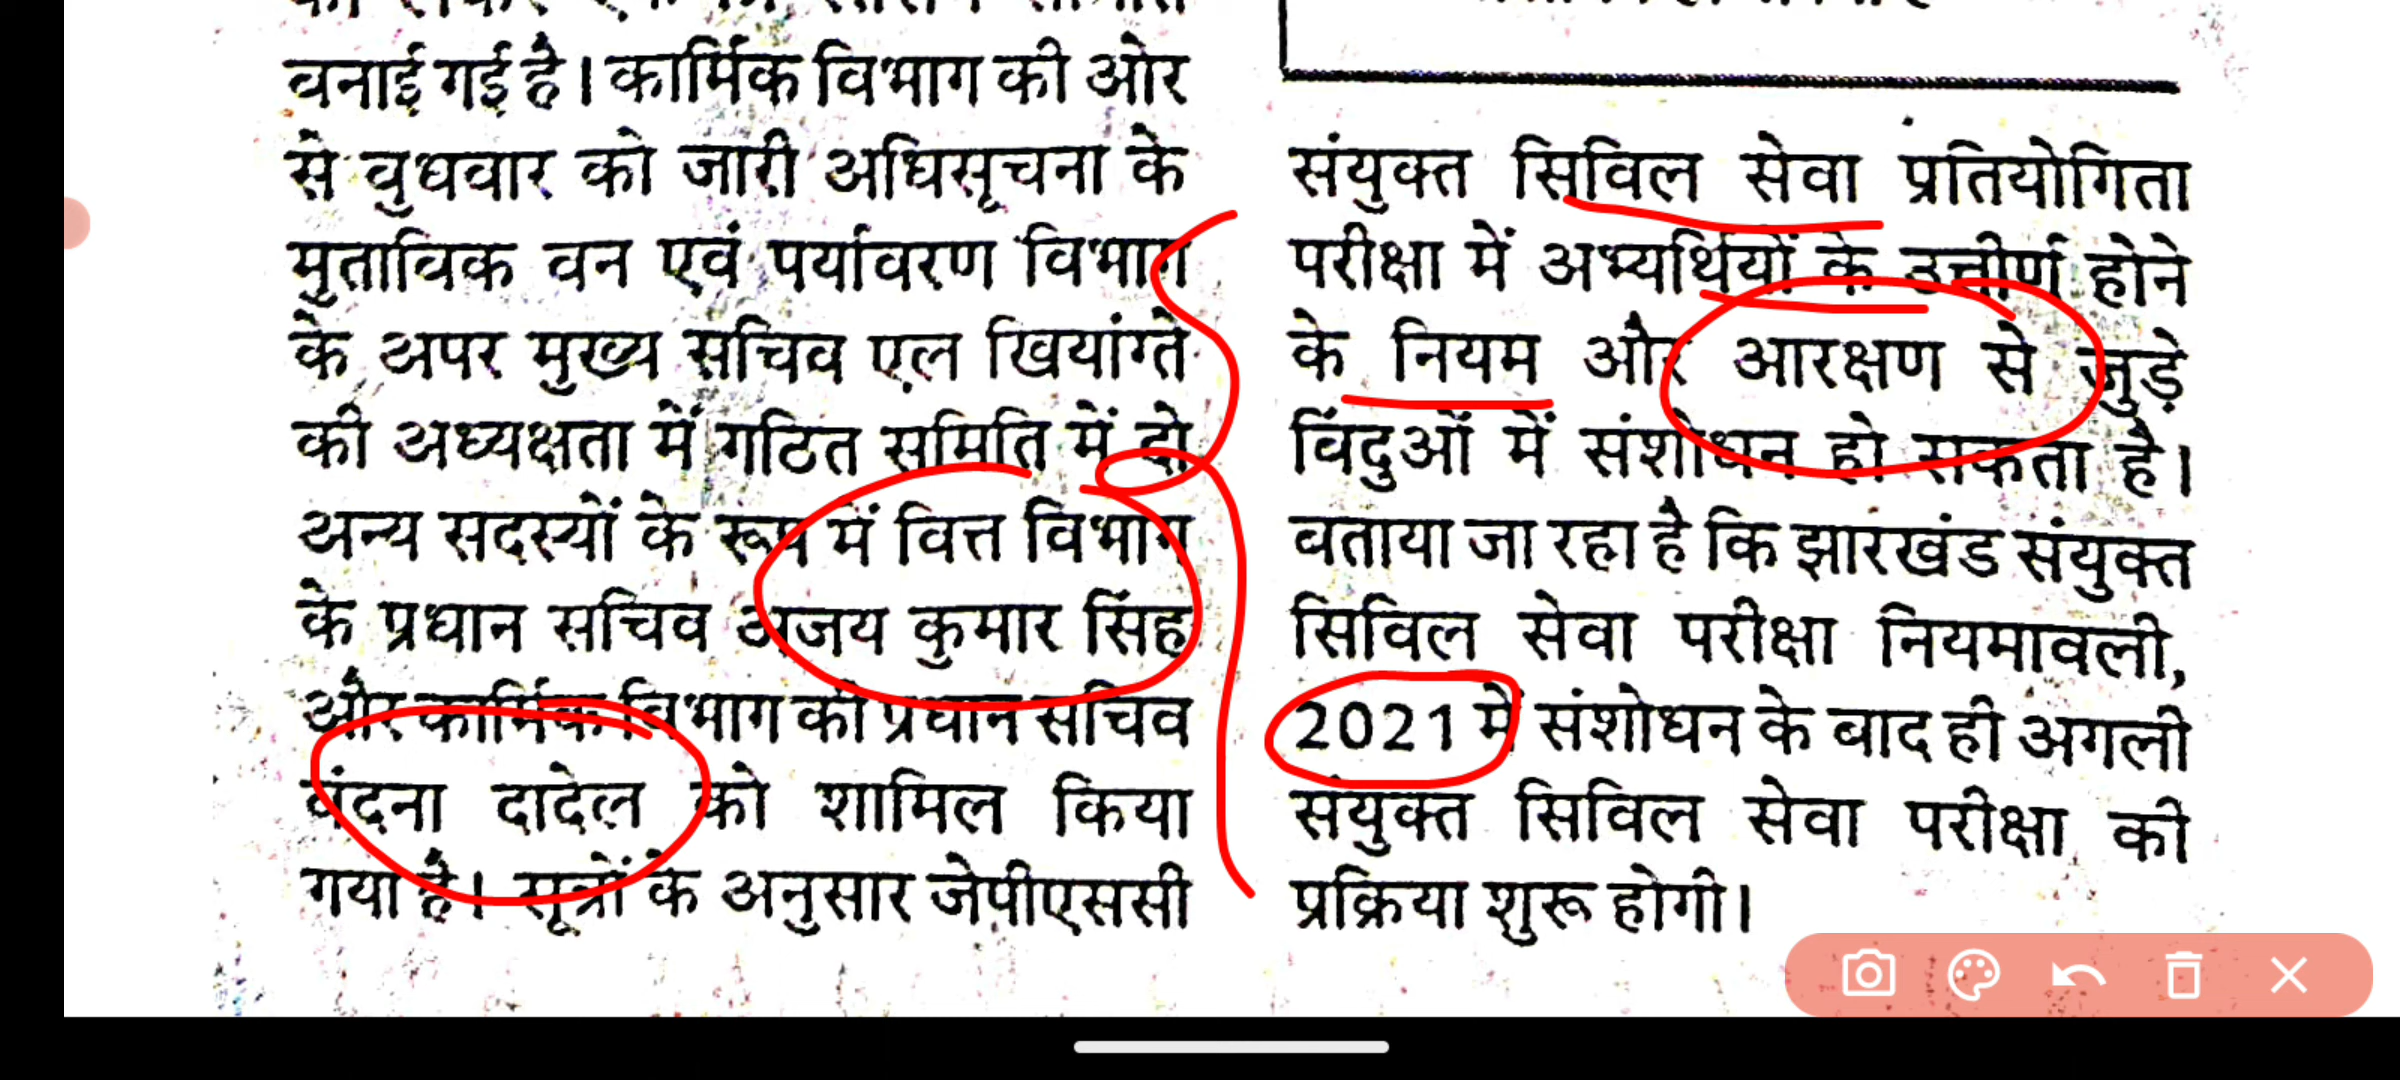 वनाई गई है। कार्मिक विभाग की ओर
से वुधवार को जारी अधिसूचना के
मुताविक वन एवं पर्यावरण विभाग
के अपर मुख्य सचिव एल खियांग्ते
की अध्यक्षता में गठित समिति में दो
अन्य सदस्यों के रूप में वित्त विभाग
के प्रधान सचिव अजय कुमार सिंह
और कार्मिक विभाग की प्रधान सचिव
वंदना दादेल को शामिल किया
गया है। सूत्रों के अनुसार जेपीएससी
संयुक्त सिविल सेवा प्रतियोगिता
परीक्षा में अभ्यर्थियों के उत्तीर्ण होने
के नियम और आरक्षण से जुड़े
विंदुओं में संशोधन हो सकता है।
वताया जा रहा है कि झारखंड संयुक्त
सिविल सेवा परीक्षा नियमावली,
2021 में संशोधन के बाद ही अगली
संयुक्त सिविल सेवा परीक्षा की
प्रक्रिया शुरू होगी।